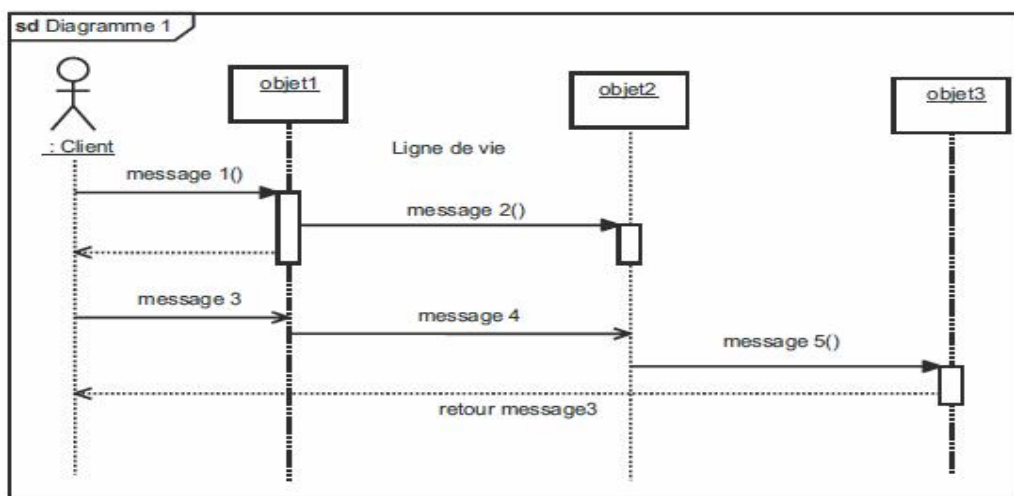 sd Diagramme 1
objet1
objet2
objet3
: Client
Ligne de vie
message 1()
message 2()
message 3
message 4
message 5()
retour message3